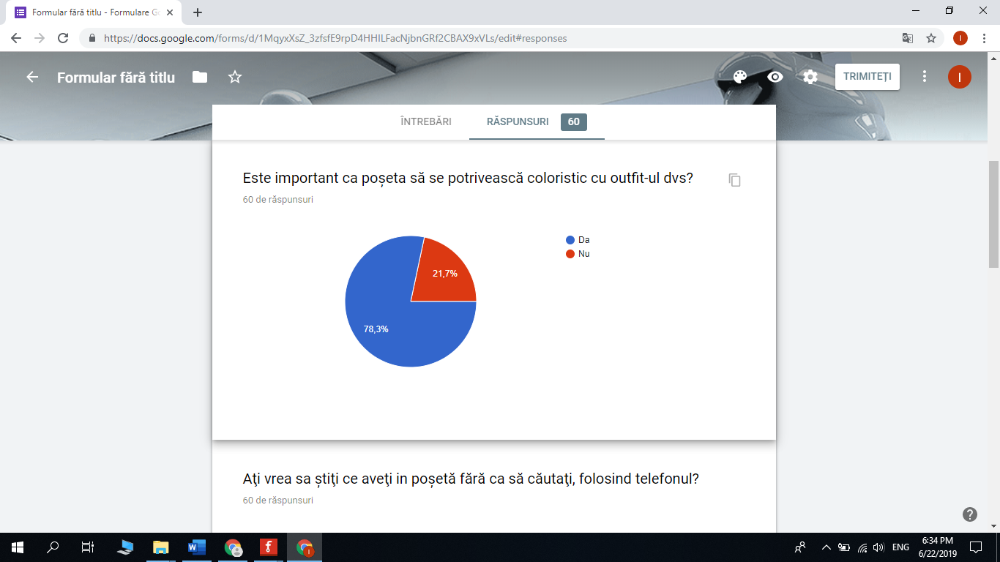 Formular fără titlu - Formulare Go
https://docs.google.com/forms/d/1MqyxXsZ_3zfsfE9rpD4HHILFacNjbnGRf2CBAX9xVLs/edit#responses
I
Formular fără titlu
TRIMITEȚI
I
ÎNTREBĂRI
RĂSPUNSURI
60
Este important ca poșeta să se potrivească coloristic cu outfit-ul dvs?
60 de răspunsuri
Da
Nu
21,7%
78,3%
Aţi vrea sa ştiţi ce aveţi in poșetă fără ca să căutaţi, folosind telefonul?
60 de răspunsuri
ENG
6:34 PM
6/22/2019